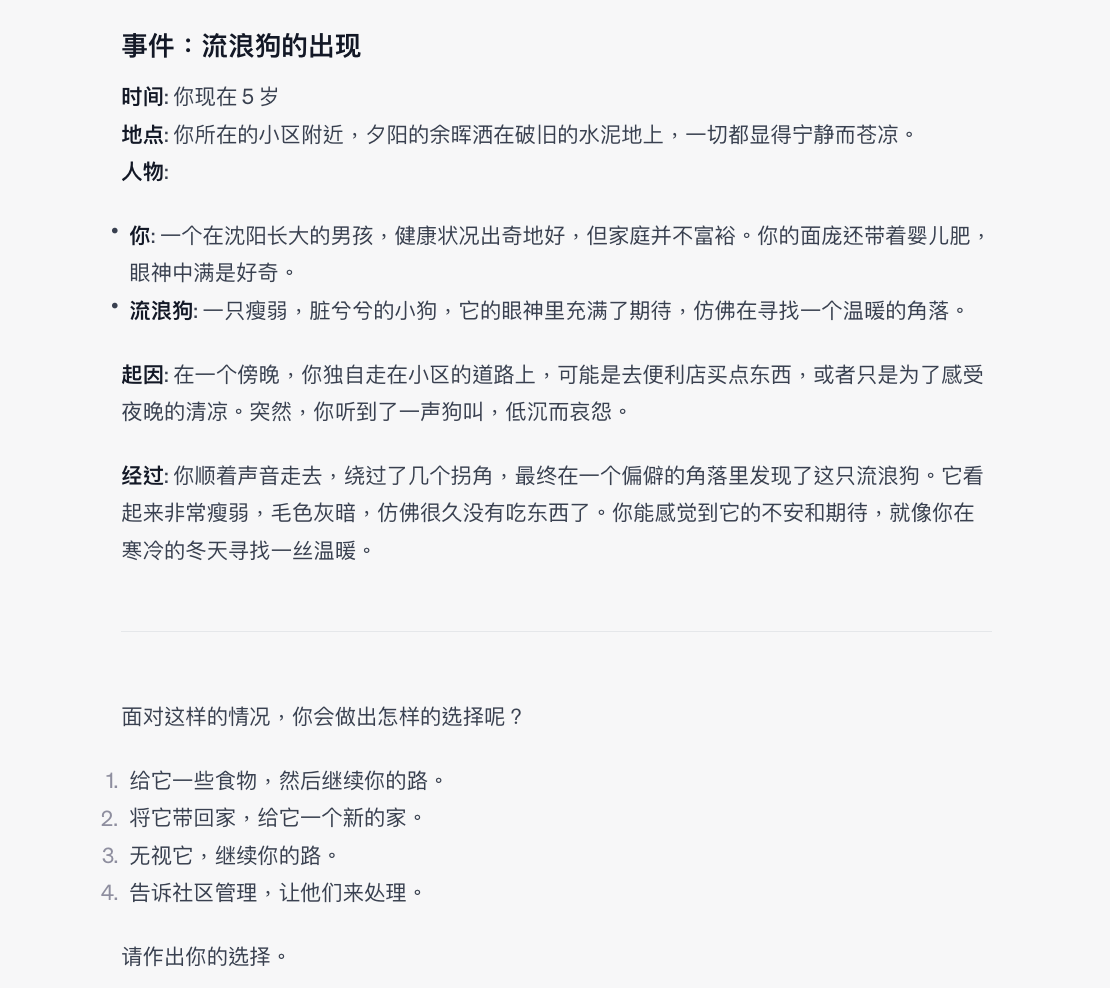 事件：流浪狗的出现
时间: 你现在 5 岁
地点: 你所在的小区附近，夕阳的余晖洒在破旧的水泥地上，一切都显得宁静而苍凉。
人物:
• 你: 一个在沈阳长大的男孩，健康状况出奇地好，但家庭并不富裕。你的面庞还带着婴儿肥，
眼神中满是好奇。
• 流浪狗: 一只瘦弱，脏兮兮的小狗，它的眼神里充满了期待，仿佛在寻找一个温暖的角落。
起因: 在一个傍晚，你独自走在小区的道路上，可能是去便利店买点东西，或者只是为了感受
夜晚的清凉。突然，你听到了一声狗叫，低沉而哀怨。
经过: 你顺着声音走去，绕过了几个拐角，最终在一个偏僻的角落里发现了这只流浪狗。它看
起来非常瘦弱，毛色灰暗，仿佛很久没有吃东西了。你能感觉到它的不安和期待，就像你在
寒冷的冬天寻找一丝温暖。
面对这样的情况，你会做出怎样的选择呢？
1. 给它一些食物，然后继续你的路。
2. 将它带回家，给它一个新的家。
3. 无视它，继续你的路。
4. 告诉社区管理，让他们来处理。
请作出你的选择。